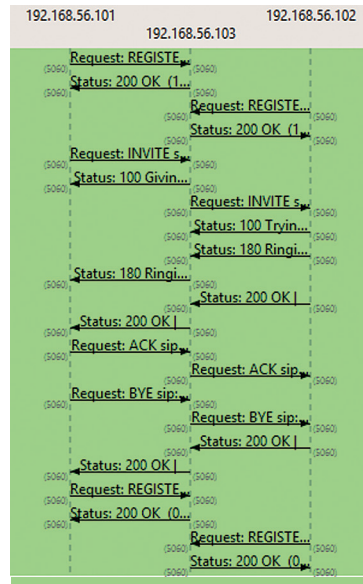 192.168.56.101 192.168.56.102
192.168.56.103
Request: REGISTE...
(5060) (5060)
Status: 200 OK (1...
(5060) (5060)
Request: REGISTE...
(5060) (5060)
Status: 200 OK (1...
(5060) (5060)
Request: INVITE s...
(5060) (5060)
Status: 100 Givin...
(5060) (5060)
Request: INVITE s...
(5060) (5060)
Status: 100 Tryin...
(5060) (5060)
Status: 180 Ringi...
(5060) (5060)
Status: 180 Ringi...
(5060) (5060)
Status: 200 OK |
(5060) (5060)
Status: 200 OK |
(5060) (5060)
Request: ACK sip...
(5060) (5060)
Request: ACK sip...
(5060) (5060)
Request: BYE sip:...
(5060) (5060)
Request: BYE sip:...
(5060) (5060)
Status: 200 OK |
(5060) (5060)
Status: 200 OK |
(5060) (5060)
Request: REGISTE...
(5060) (5060)
Status: 200 OK (0...
(5060) (5060)
Request: REGISTE...
(5060) (5060)
Status: 200 OK (0...
(5060) (5060)